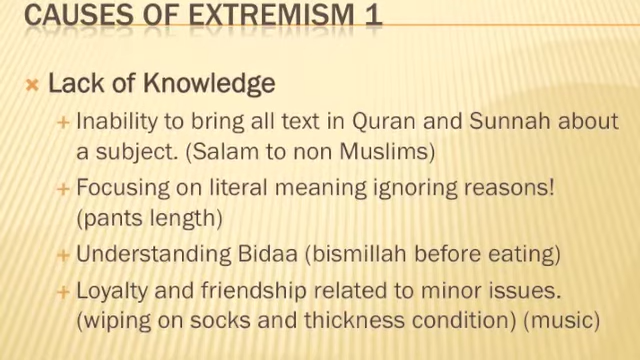 CAUSES OF EXTREMISM 1
Lack of Knowledge
Inability to bring all text in Quran and Sunnah about
a subject. (Salam to non Muslims)
Focusing on literal meaning ignoring reasons!
(pants length)
Understanding Bidaa (bismillah before eating)
Loyalty and friendship related to minor issues.
(wiping on socks and thickness condition) (music)